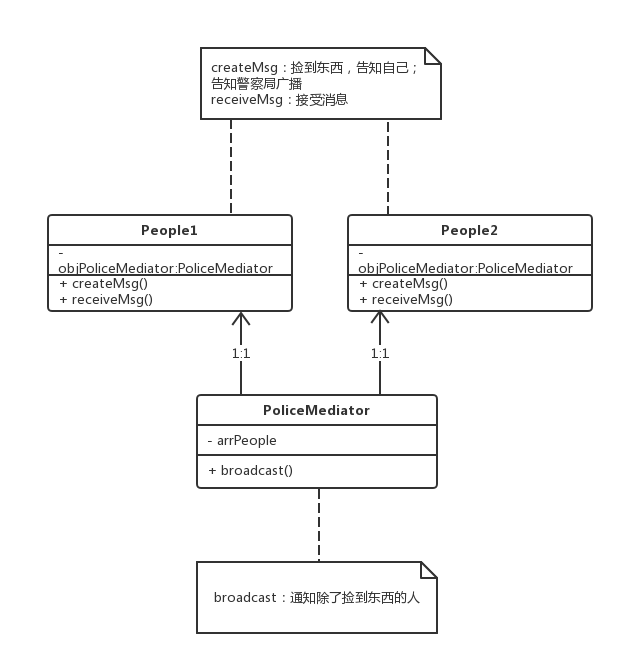 createMsg：捡到东西，告知自己；
告知警察局广播
receiveMsg：接受消息
People1
-
objPoliceMediator:PoliceMediator
+ createMsg()
+ receiveMsg()
People2
-
objPoliceMediator:PoliceMediator
+ createMsg()
+ receiveMsg()
1:1
1:1
PoliceMediator
- arrPeople
+ broadcast()
broadcast：通知除了捡到东西的人